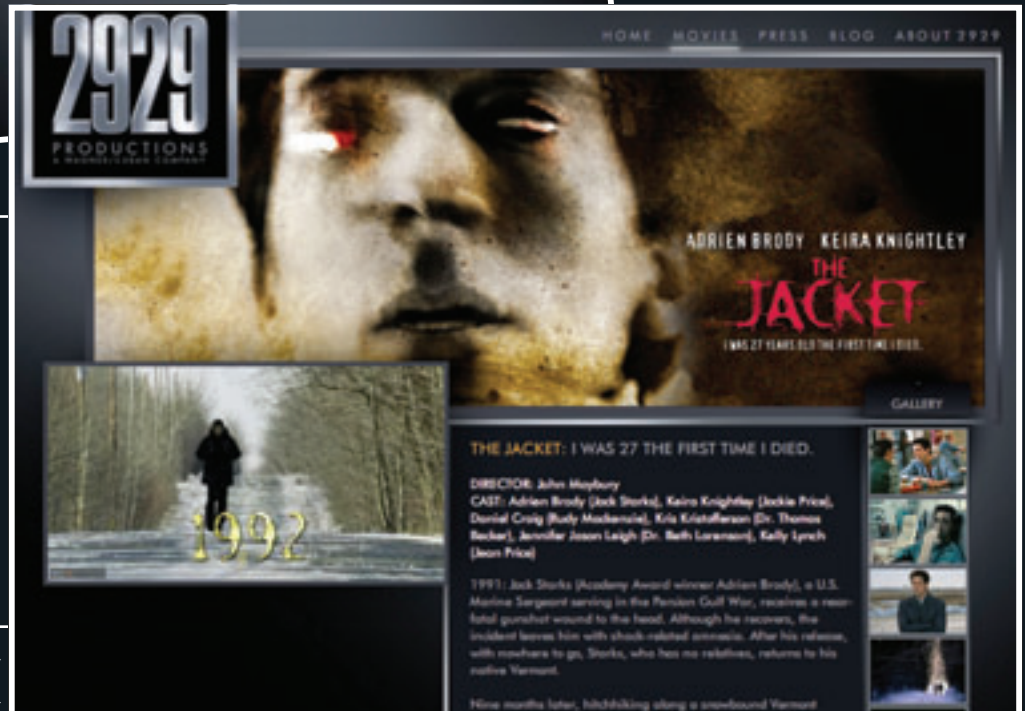 2929
PRODUCTIONS
A WAGNER/CUBAN COMPANY
HOME MOVIES PRESS BLOG ABOUT 2929
ADRIEN BRODY KEIRA KNIGHTLEY
THE
JACKET
I WAS 27 YEARS OLD THE FIRST TIME I DIED.
GALLERY
1992
THE JACKET: I WAS 27 THE FIRST TIME I DIED.
DIRECTOR: John Maybury
CAST: Adrien Brody (Jack Starks), Keira Knightley (Jackie Price),
Daniel Craig (Rudy Mackenzie), Kris Kristofferson (Dr. Thomas
Becker), Jennifer Jason Leigh (Dr. Beth Lorenson), Kelly Lynch
(Jean Price)
1991: Jack Starks (Academy Award winner Adrien Brody), a U.S.
Marine Sergeant serving in the Persian Gulf War, receives a near-
fatal gunshot wound to the head. Although he recovers, the
incident leaves him with shock-related amnesia. After his release,
with nowhere to go, Starks, who has no relatives, returns to his
native Vermont.
Nine months later, hitchhiking along a snowbound Vermont